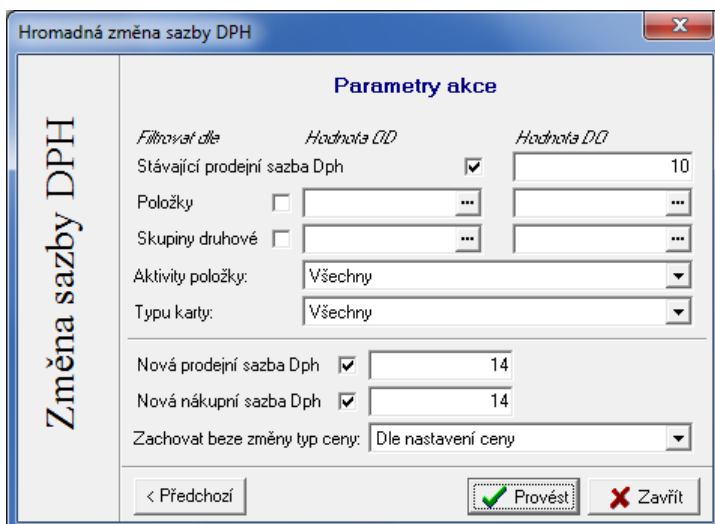 Hromadná změna sazby DPH
Změna sazby DPH
Parametry akce
Filtrovat dle Hodnota OD Hodnota DO
Stávající prodejní sazba Dph 10
Položky ... ...
Skupiny druhové ... ...
Aktivity položky: Všechny
Typu karty: Všechny
Nová prodejní sazba Dph 14
Nová nákupní sazba Dph 14
Zachovat beze změny typ ceny: Dle nastavení ceny
< Předchozí Provést Zavřít